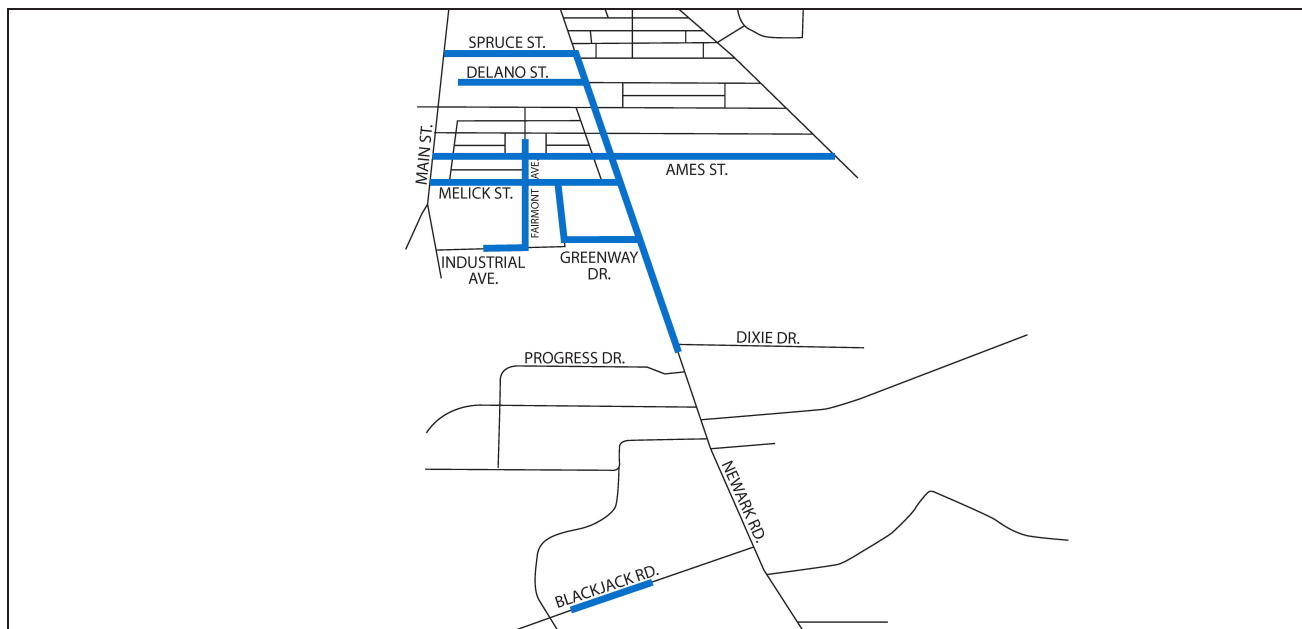 SPRUCE ST.
DELANO ST.
MAIN ST.
AMES ST.
MELICK ST.
FAIRMONT AVE.
INDUSTRIAL
AVE.
GREENWAY
DR.
DIXIE DR.
PROGRESS DR.
NEWARK RD.
BLACKJACK RD.